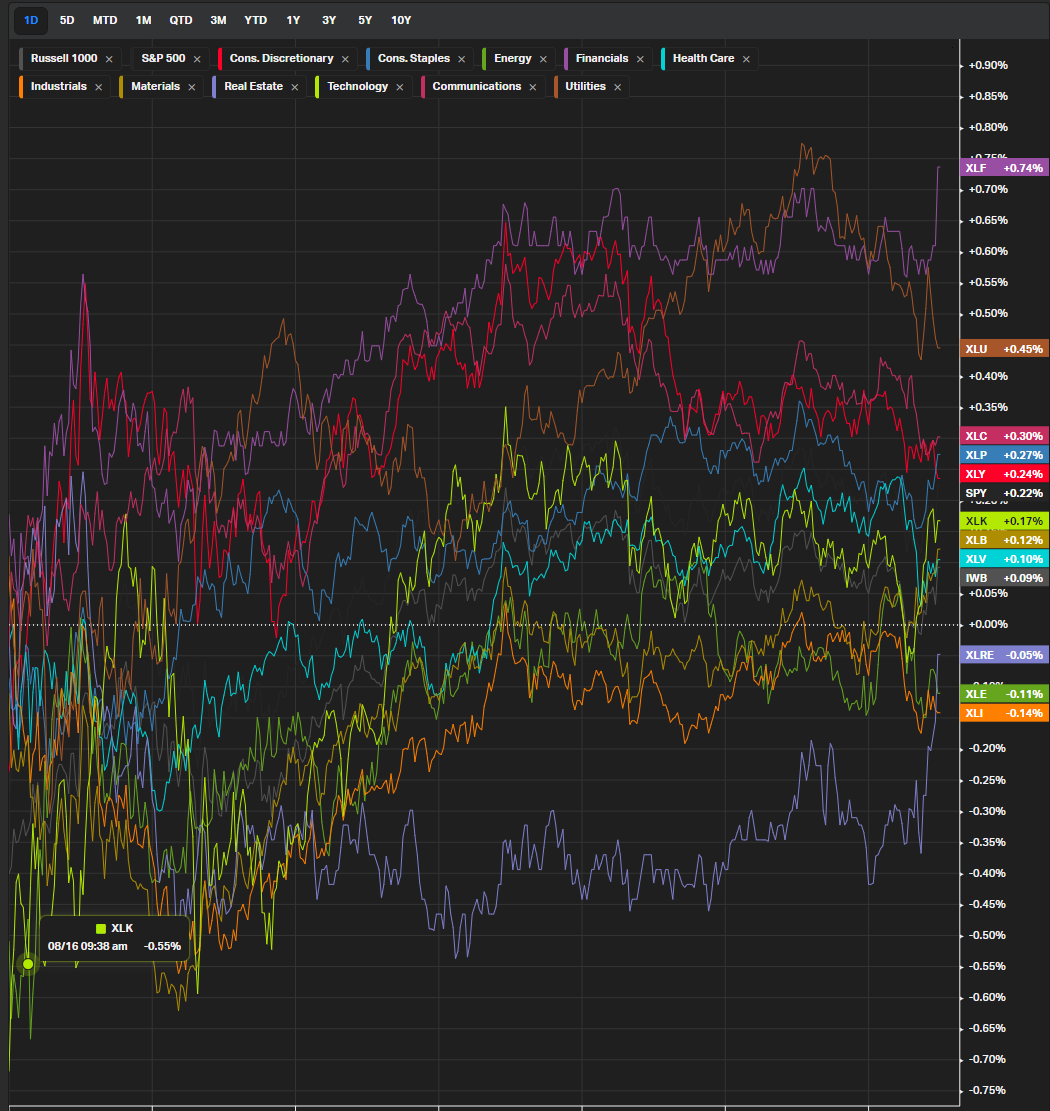 1D 5D MTD 1M QTD 3M YTD 1Y 3Y 5Y 10Y
Russell 1000 × S&P 500 × Cons. Discretionary × Cons. Staples × Energy × Financials × Health Care ×
Industrials × Materials × Real Estate × Technology × Communications × Utilities ×
+0.90%
+0.85%
+0.80%
+0.75%
XLF +0.74%
+0.70%
+0.65%
+0.60%
+0.55%
+0.50%
XLU +0.45%
+0.40%
+0.35%
XLC +0.30%
XLP +0.27%
XLY +0.24%
SPY +0.22%
XLK +0.17%
XLB +0.12%
XLV +0.10%
IWB +0.09%
+0.05%
+0.00%
XLRE -0.05%
XLE -0.11%
XLI -0.14%
-0.20%
-0.25%
-0.30%
-0.35%
-0.40%
-0.45%
XLK
08/16 09:38 am -0.55%
-0.50%
-0.55%
-0.60%
-0.65%
-0.70%
-0.75%